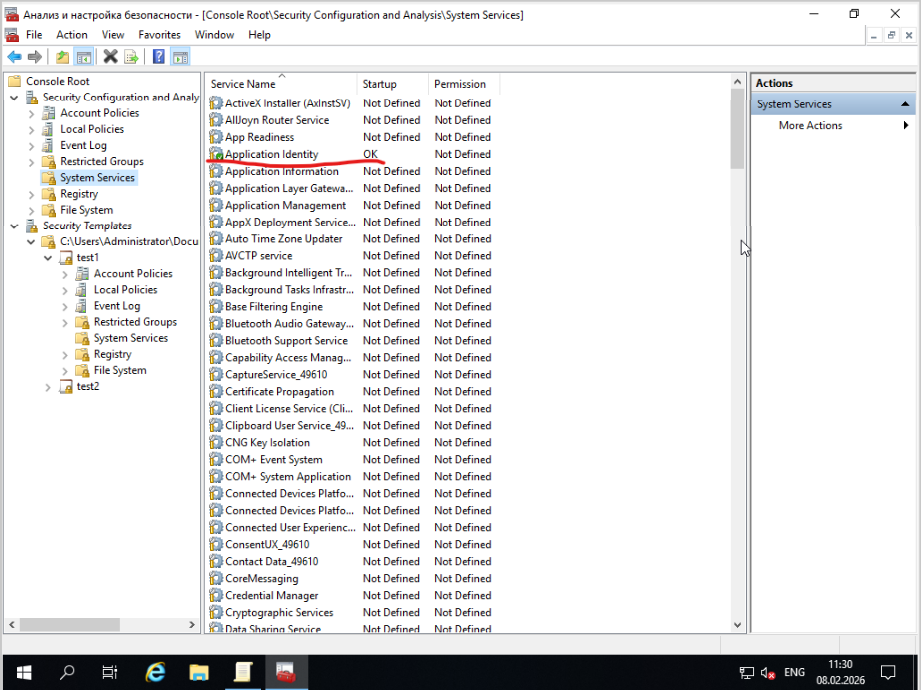 Анализ и настройка безопасности - [Console Root\Security Configuration and Analysis\System Services]
File Action View Favorites Window Help
Console Root
Security Configuration and Analy
Account Policies
Local Policies
Event Log
Restricted Groups
System Services
Registry
File System
Security Templates
C:\Users\Administrator\Docu
test1
Account Policies
Local Policies
Event Log
Restricted Groups
System Services
Registry
File System
test2
Service Name Startup Permission
ActiveX Installer (AxInstSV) Not Defined Not Defined
AllJoyn Router Service Not Defined Not Defined
App Readiness Not Defined Not Defined
Application Identity OK Not Defined
Application Information Not Defined Not Defined
Application Layer Gatewa... Not Defined Not Defined
Application Management Not Defined Not Defined
AppX Deployment Service... Not Defined Not Defined
Auto Time Zone Updater Not Defined Not Defined
AVCTP service Not Defined Not Defined
Background Intelligent Tr... Not Defined Not Defined
Background Tasks Infrastr... Not Defined Not Defined
Base Filtering Engine Not Defined Not Defined
Bluetooth Audio Gateway... Not Defined Not Defined
Bluetooth Support Service Not Defined Not Defined
Capability Access Manag... Not Defined Not Defined
CaptureService_49610 Not Defined Not Defined
Certificate Propagation Not Defined Not Defined
Client License Service (Cli... Not Defined Not Defined
Clipboard User Service_49... Not Defined Not Defined
CNG Key Isolation Not Defined Not Defined
COM+ Event System Not Defined Not Defined
COM+ System Application Not Defined Not Defined
Connected Devices Platfo... Not Defined Not Defined
Connected Devices Platfo... Not Defined Not Defined
Connected User Experienc... Not Defined Not Defined
ConsentUX_49610 Not Defined Not Defined
Contact Data_49610 Not Defined Not Defined
CoreMessaging Not Defined Not Defined
Credential Manager Not Defined Not Defined
Cryptographic Services Not Defined Not Defined
Data Sharing Service Not Defined Not Defined
Actions
System Services
More Actions
ENG
11:30
08.02.2026